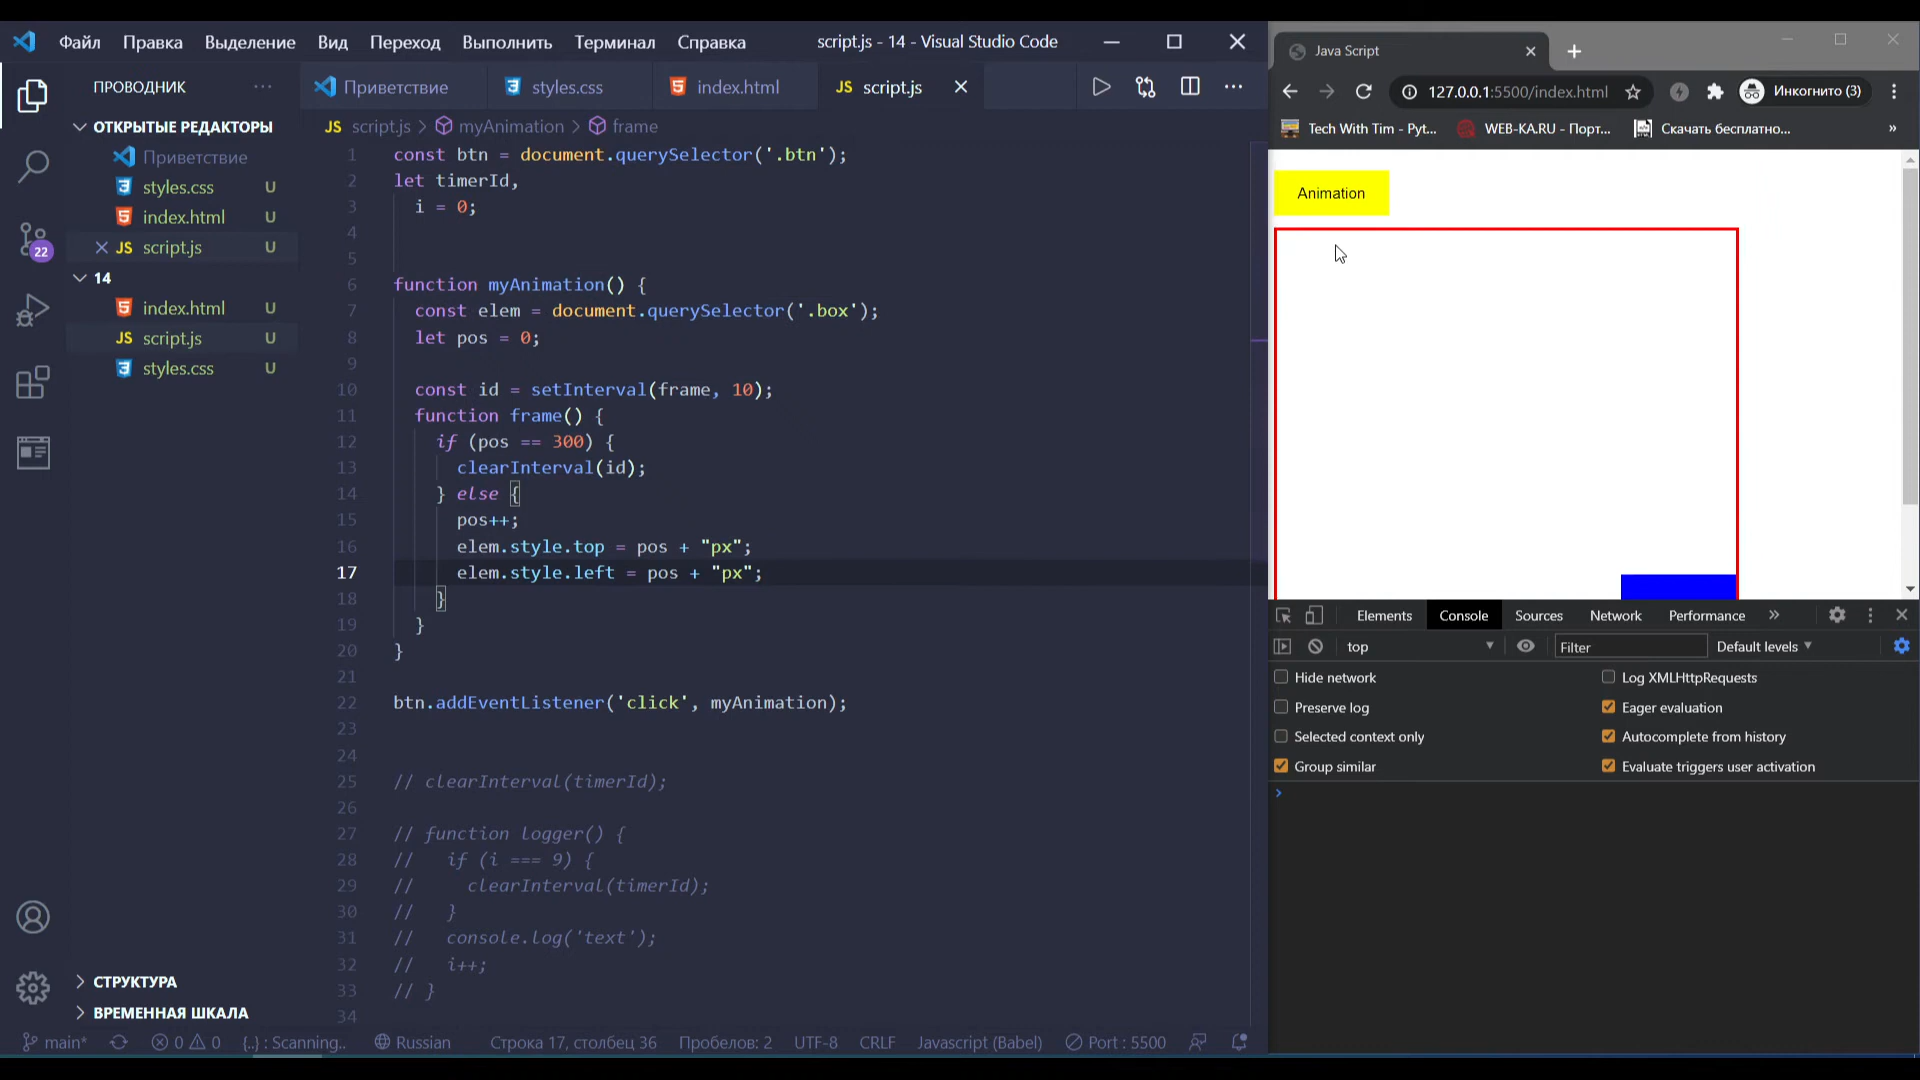 Файл Правка Выделение Вид Переход Выполнить Терминал Справка script.js - 14 - Visual Studio Code
ПРОВОДНИК
ОТКРЫТЫЕ РЕДАКТОРЫ
Приветствие
styles.css U
index.html U
script.js U
14
index.html U
JS script.js U
styles.css U
22
СТРУКТУРА
ВРЕМЕННАЯ ШКАЛА
Приветствие styles.css index.html JS script.js
JS script.js > myAnimation > frame
1 const btn = document.querySelector('.btn');
2 let timerId,
3 i = 0;
4
5
6 function myAnimation() {
7 const elem = document.querySelector('.box');
8 let pos = 0;
9
10 const id = setInterval(frame, 10);
11 function frame() {
12 if (pos == 300) {
13 clearInterval(id);
14 } else {
15 pos++;
16 elem.style.top = pos + "px";
17 elem.style.left = pos + "px";
18 }
19 }
20 }
21
22 btn.addEventListener('click', myAnimation);
23
24
25 // clearInterval(timerId);
26
27 // function logger() {
28 // if (i === 9) {
29 // clearInterval(timerId);
30 // }
31 // console.log('text');
32 // i++;
33 // }
34
main* 0 0 {..} : Scanning.. Russian Строка 17, столбец 36 Пробелов: 2 UTF-8 CRLF Javascript (Babel) Port : 5500
Java Script
127.0.0.1:5500/index.html Инкогнито (3)
Tech With Tim - Pyt... WEB-KA.RU - Порт... Скачать бесплатно... »
Animation
Elements Console Sources Network Performance »
top Filter Default levels
Hide network Log XMLHttpRequests
Preserve log Eager evaluation
Selected context only Autocomplete from history
Group similar Evaluate triggers user activation